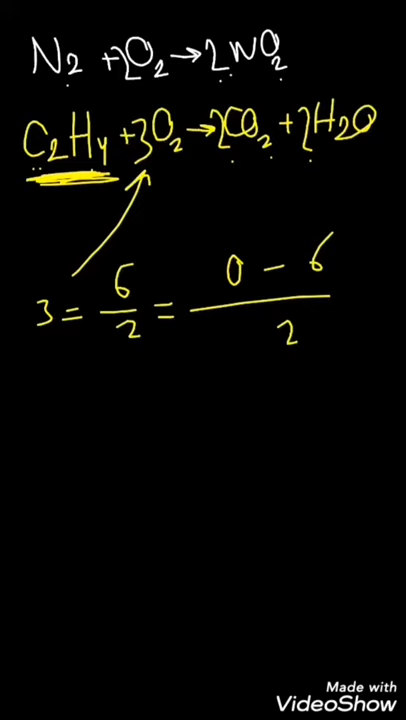 N₂ + 2O₂ → 2NO₂
C₂H₄ + 3O₂ → 2CO₂ + 2H₂O
3 = 6/2 = 0 - 6/2
Made with
VideoShow